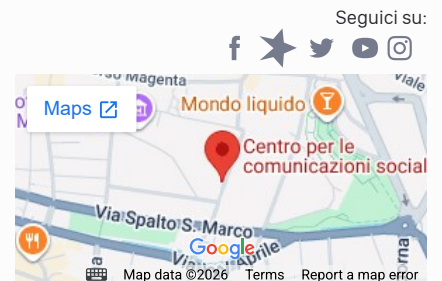 Seguici su:
Magenta
Viale
Maps
Mondo liquido
Centro per le
comunicazioni social
Via Spalto S. Marco
Google
Aprile
Map data ©2026
Terms
Report a map error